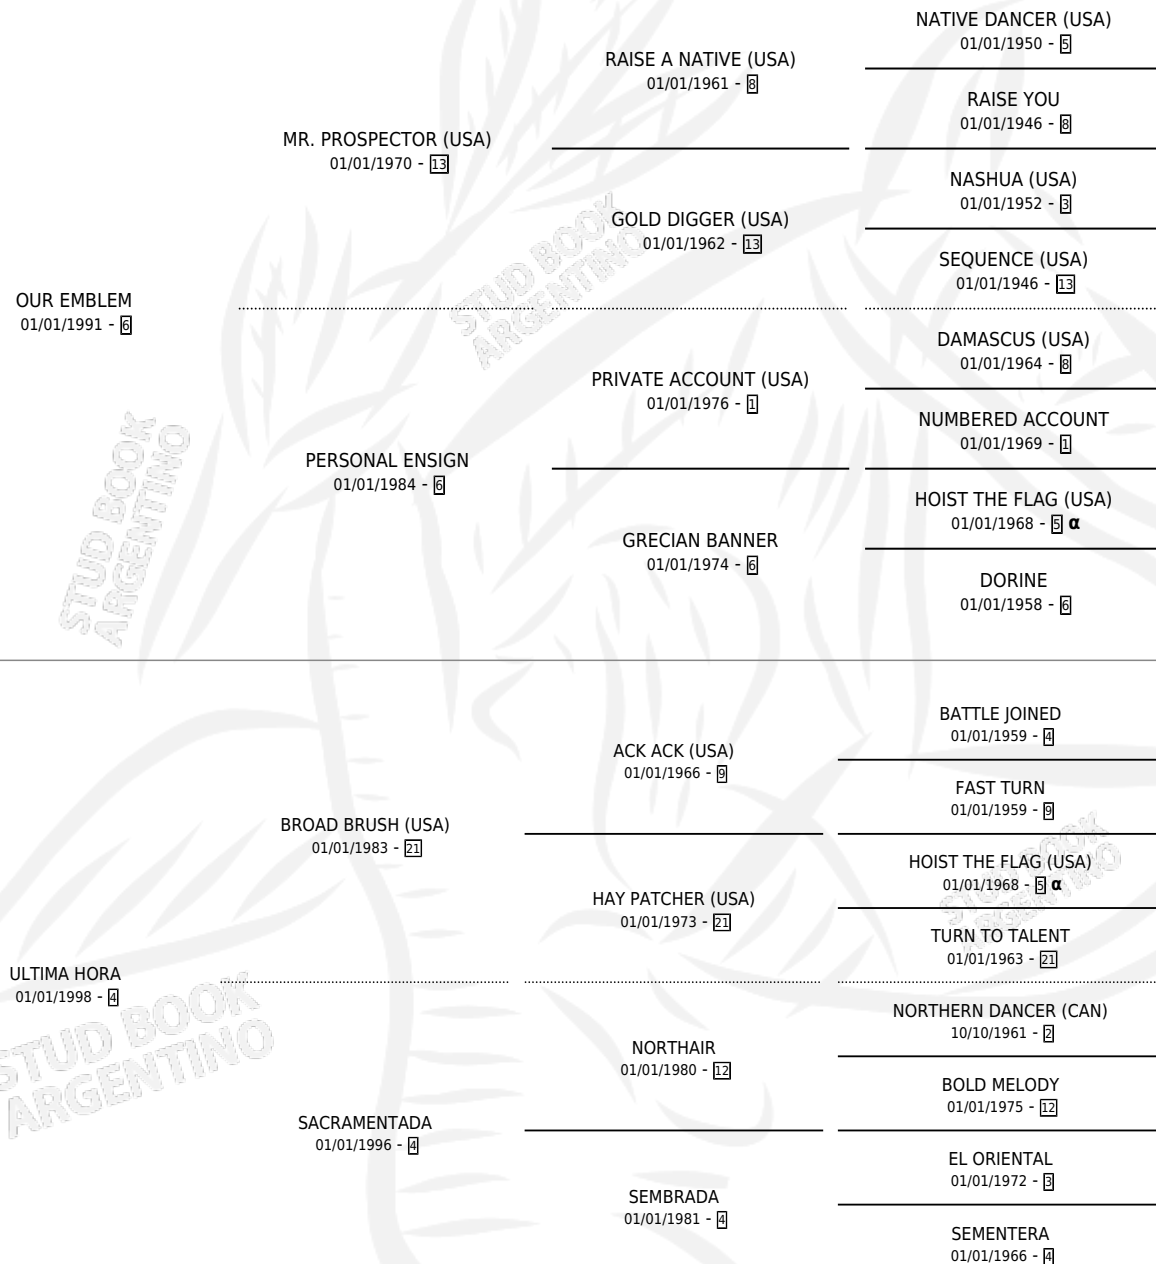 NATIVE DANCER (USA)
01/01/1950 - 5
RAISE A NATIVE (USA)
01/01/1961 - 8
RAISE YOU
01/01/1946 - 8
MR. PROSPECTOR (USA)
01/01/1970 - 13
NASHUA (USA)
01/01/1952 - 3
GOLD DIGGER (USA)
01/01/1962 - 13
SEQUENCE (USA)
01/01/1946 - 13
OUR EMBLEM
01/01/1991 - 6
DAMASCUS (USA)
01/01/1964 - 8
PRIVATE ACCOUNT (USA)
01/01/1976 - 1
NUMBERED ACCOUNT
01/01/1969 - 1
PERSONAL ENSIGN
01/01/1984 - 6
HOIST THE FLAG (USA)
01/01/1968 - 5 α
GRECIAN BANNER
01/01/1974 - 6
DORINE
01/01/1958 - 6
BATTLE JOINED
01/01/1959 - 4
ACK ACK (USA)
01/01/1966 - 9
FAST TURN
01/01/1959 - 9
BROAD BRUSH (USA)
01/01/1983 - 21
HOIST THE FLAG (USA)
01/01/1968 - 5 α
HAY PATCHER (USA)
01/01/1973 - 21
TURN TO TALENT
01/01/1963 - 21
ULTIMA HORA
01/01/1998 - 4
NORTHERN DANCER (CAN)
10/10/1961 - 2
NORTHAIR
01/01/1980 - 12
BOLD MELODY
01/01/1975 - 12
SACRAMENTADA
01/01/1996 - 4
EL ORIENTAL
01/01/1972 - 3
SEMBRADA
01/01/1981 - 4
SEMENTERA
01/01/1966 - 4
STUD BOOK
ARGENTINO
STUD BOOK
ARGENTINO
STUD BOOK
ARGENTINO
STUD BOOK
ARGENTINO